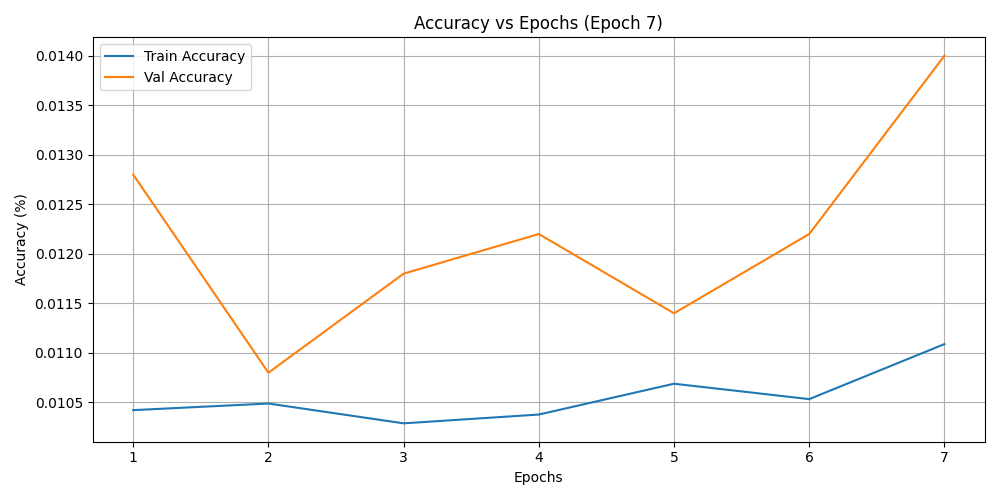 Accuracy vs Epochs (Epoch 7)
Train Accuracy
Val Accuracy
0.0140
0.0135
0.0130
0.0125
0.0120
0.0115
0.0110
0.0105
Accuracy (%)
1 2 3 4 5 6 7
Epochs